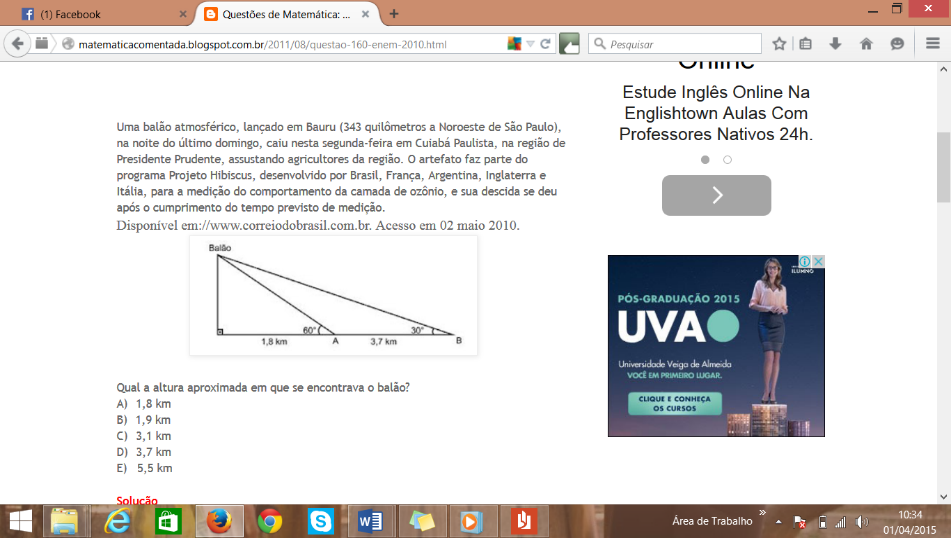 (1) Facebook
Questões de Matemática: ...
matematicacomentada.blogspot.com.br/2011/08/questao-160-enem-2010.html
Pesquisar
Online
Estude Inglês Online Na
Englishtown Aulas Com
Professores Nativos 24h.
Uma balão atmosférico, lançado em Bauru (343 quilômetros a Noroeste de São Paulo),
na noite do último domingo, caiu nesta segunda-feira em Cuiabá Paulista, na região de
Presidente Prudente, assustando agricultores da região. O artefato faz parte do
programa Projeto Hibiscus, desenvolvido por Brasil, França, Argentina, Inglaterra e
Itália, para a medição do comportamento da camada de ozônio, e sua descida se deu
após o cumprimento do tempo previsto de medição.
Disponível em://www.correiodobrasil.com.br. Acesso em 02 maio 2010.
Balão
60°
30°
1,8 km
A
3,7 km
B
Qual a altura aproximada em que se encontrava o balão?
A) 1,8 km
B) 1,9 km
C) 3,1 km
D) 3,7 km
E) 5,5 km
Solução
ILUMNO
PÓS-GRADUAÇÃO 2015
UVA
Universidade Veiga de Almeida
VOCÊ EM PRIMEIRO LUGAR.
CLIQUE E CONHEÇA
OS CURSOS
Área de Trabalho
10:34
01/04/2015